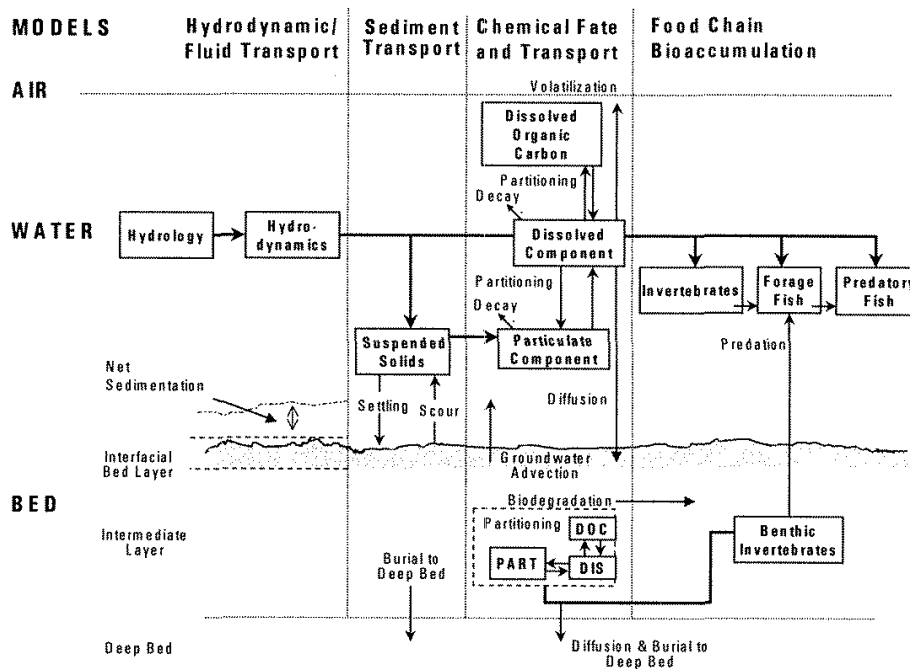 MODELS
Hydrodynamic/
Fluid Transport
Sediment
Transport
Chemical Fate
and Transport
Food Chain
Bioaccumulation
AIR
Volatilization
Dissolved
Organic
Carbon
Partitioning
Decay
WATER
Hydrology
Hydro-
dynamics
Dissolved
Component
Partitioning
Decay
Invertebrates
Forage
Fish
Predatory
Fish
Suspended
Solids
Particulate
Component
Predation
Net
Sedimentation
Settling
Scour
Diffusion
Interfacial
Bed Layer
Groundwater
Advection
BED
Biodegradation
Intermediate
Layer
Partitioning
DOC
PART
DIS
Benthic
Invertebrates
Burial to
Deep Bed
Deep Bed
Diffusion & Burial to
Deep Bed